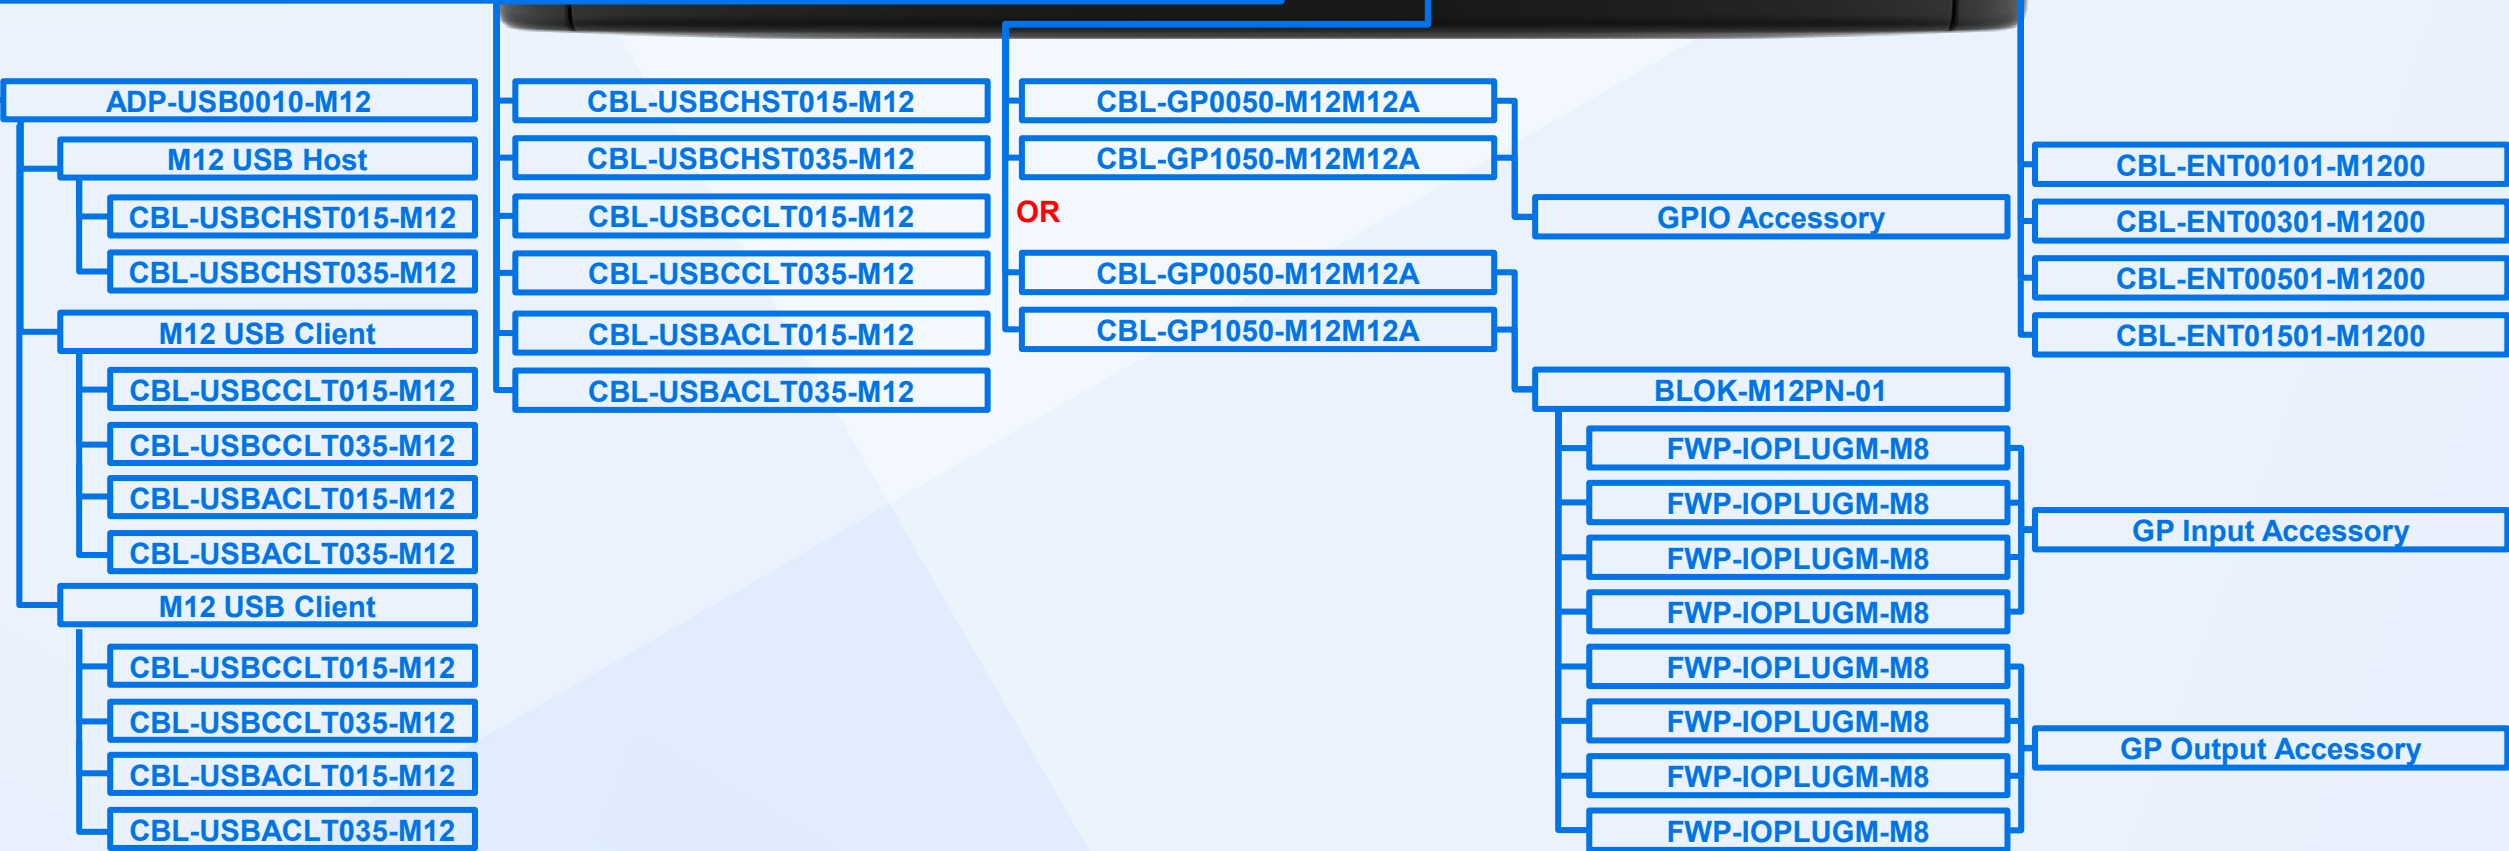 ADP-USB0010-M12
M12 USB Host
CBL-USBCHST015-M12
CBL-USBCHST035-M12
M12 USB Client
CBL-USBCCLT015-M12
CBL-USBCCLT035-M12
CBL-USBACLT015-M12
CBL-USBACLT035-M12
M12 USB Client
CBL-USBCCLT015-M12
CBL-USBCCLT035-M12
CBL-USBACLT015-M12
CBL-USBACLT035-M12
CBL-USBCHST015-M12
CBL-USBCHST035-M12
CBL-USBCCLT015-M12
CBL-USBCCLT035-M12
CBL-USBACLT015-M12
CBL-USBACLT035-M12
CBL-GP0050-M12M12A
CBL-GP1050-M12M12A
OR
CBL-GP0050-M12M12A
CBL-GP1050-M12M12A
GPIO Accessory
BLOK-M12PN-01
FWP-IOPLUGM-M8
FWP-IOPLUGM-M8
FWP-IOPLUGM-M8
FWP-IOPLUGM-M8
FWP-IOPLUGM-M8
FWP-IOPLUGM-M8
FWP-IOPLUGM-M8
FWP-IOPLUGM-M8
CBL-ENT00101-M1200
CBL-ENT00301-M1200
CBL-ENT00501-M1200
CBL-ENT01501-M1200
GP Input Accessory
GP Output Accessory